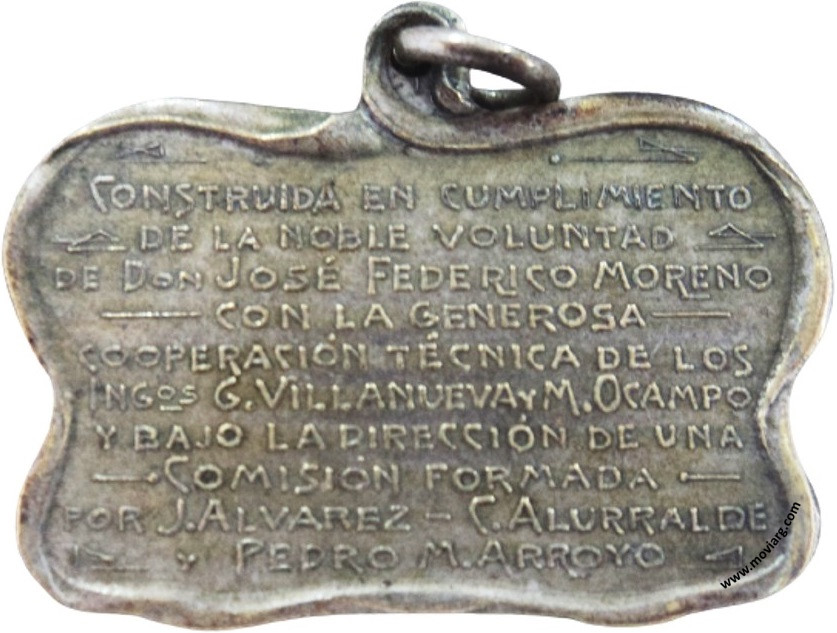 CONSTRUIDA EN CUMPLIMIENTO
DE LA NOBLE VOLUNTAD
DE DON JOSÉ FEDERICO MORENO
CON LA GENEROSA
COOPERACIÓN TÉCNICA DE LOS
INGOS G. VILLANUEVA Y M. OCAMPO
Y BAJO LA DIRECCIÓN DE UNA
COMISIÓN FORMADA
POR J. ALVAREZ - C. ALURRALDE
Y PEDRO M. ARROYO
www.moviarg.com